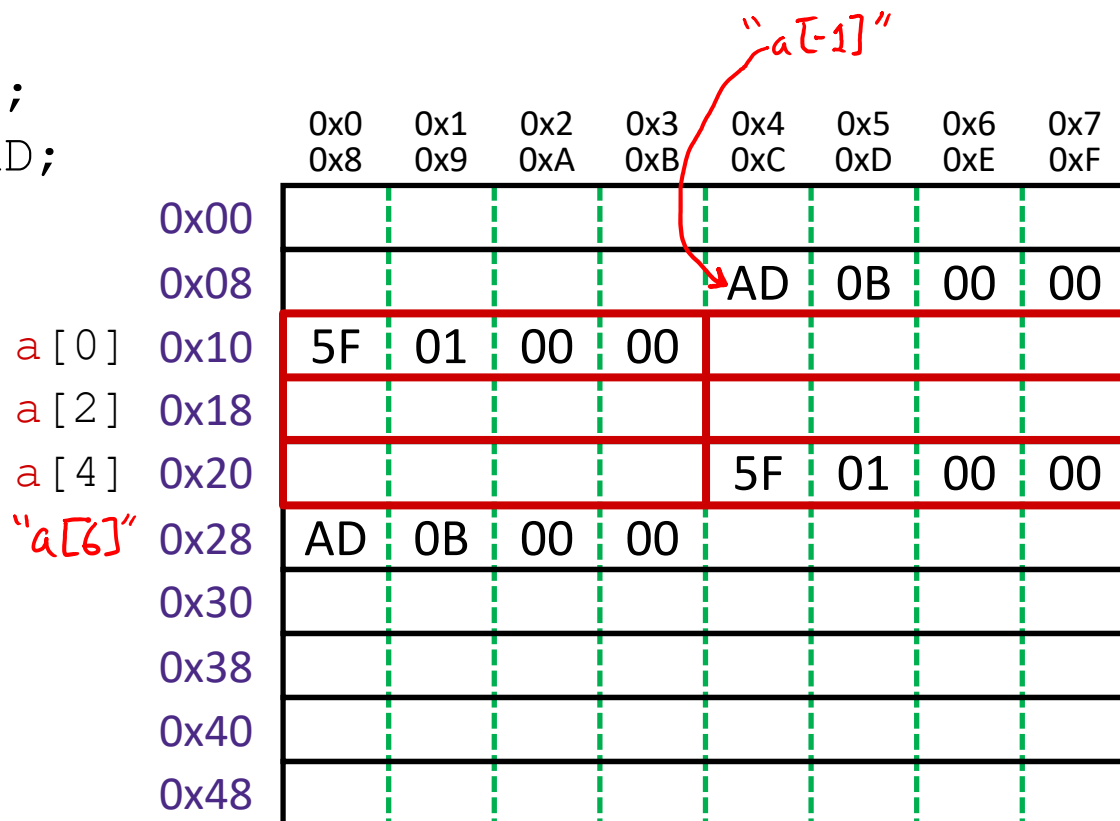 "a[-1]"
;
D;
0x0 0x1 0x2 0x3 0x4 0x5 0x6 0x7
0x8 0x9 0xA 0xB 0xC 0xD 0xE 0xF
0x00
0x08 AD 0B 00 00
a[0] 0x10 5F 01 00 00
a[2] 0x18
a[4] 0x20 5F 01 00 00
"a[6]" 0x28 AD 0B 00 00
0x30
0x38
0x40
0x48